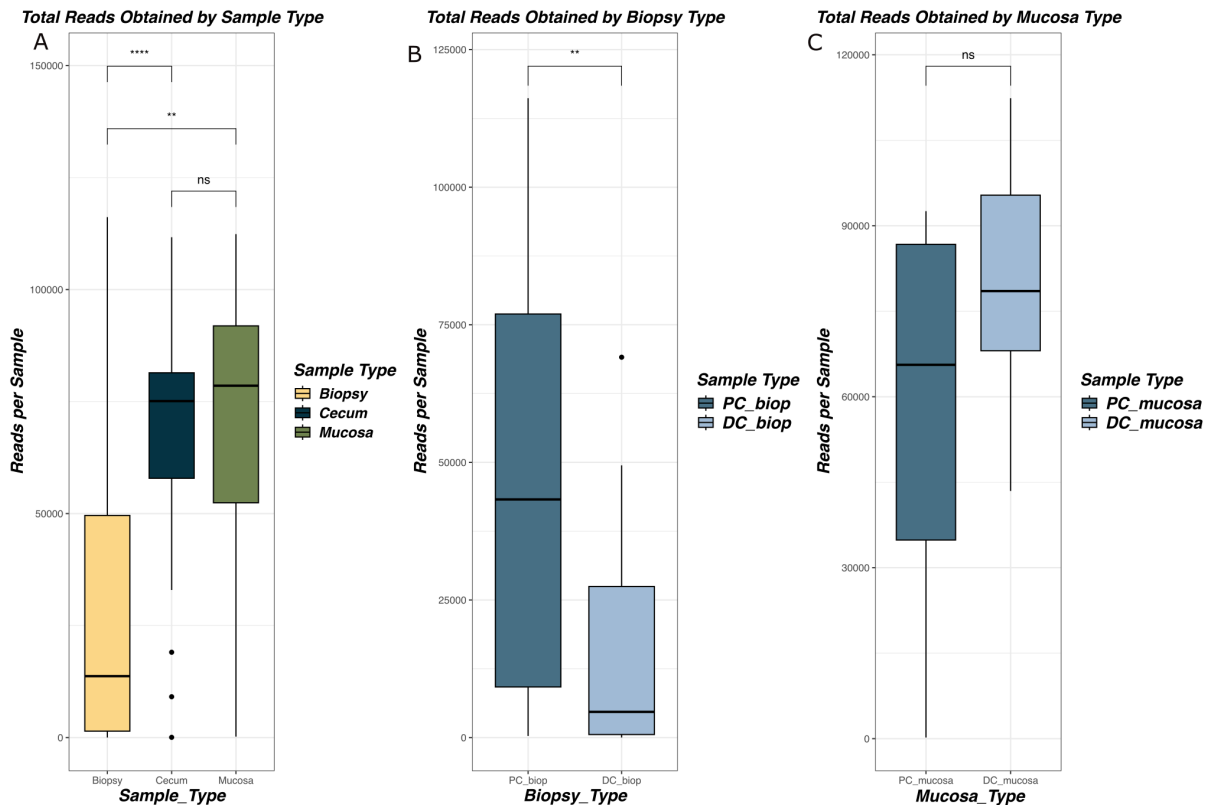 Total Reads Obtained by Sample Type
A
****
**
ns
150000
100000
50000
0
Reads per Sample
Biopsy Cecum Mucosa
Sample_Type
Sample Type
Biopsy
Cecum
Mucosa
Total Reads Obtained by Biopsy Type
B
**
125000
100000
75000
50000
25000
0
Reads per Sample
PC_biop DC_biop
Biopsy_Type
Sample Type
PC_biop
DC_biop
Total Reads Obtained by Mucosa Type
C
ns
120000
90000
60000
30000
0
Reads per Sample
PC_mucosa DC_mucosa
Mucosa_Type
Sample Type
PC_mucosa
DC_mucosa